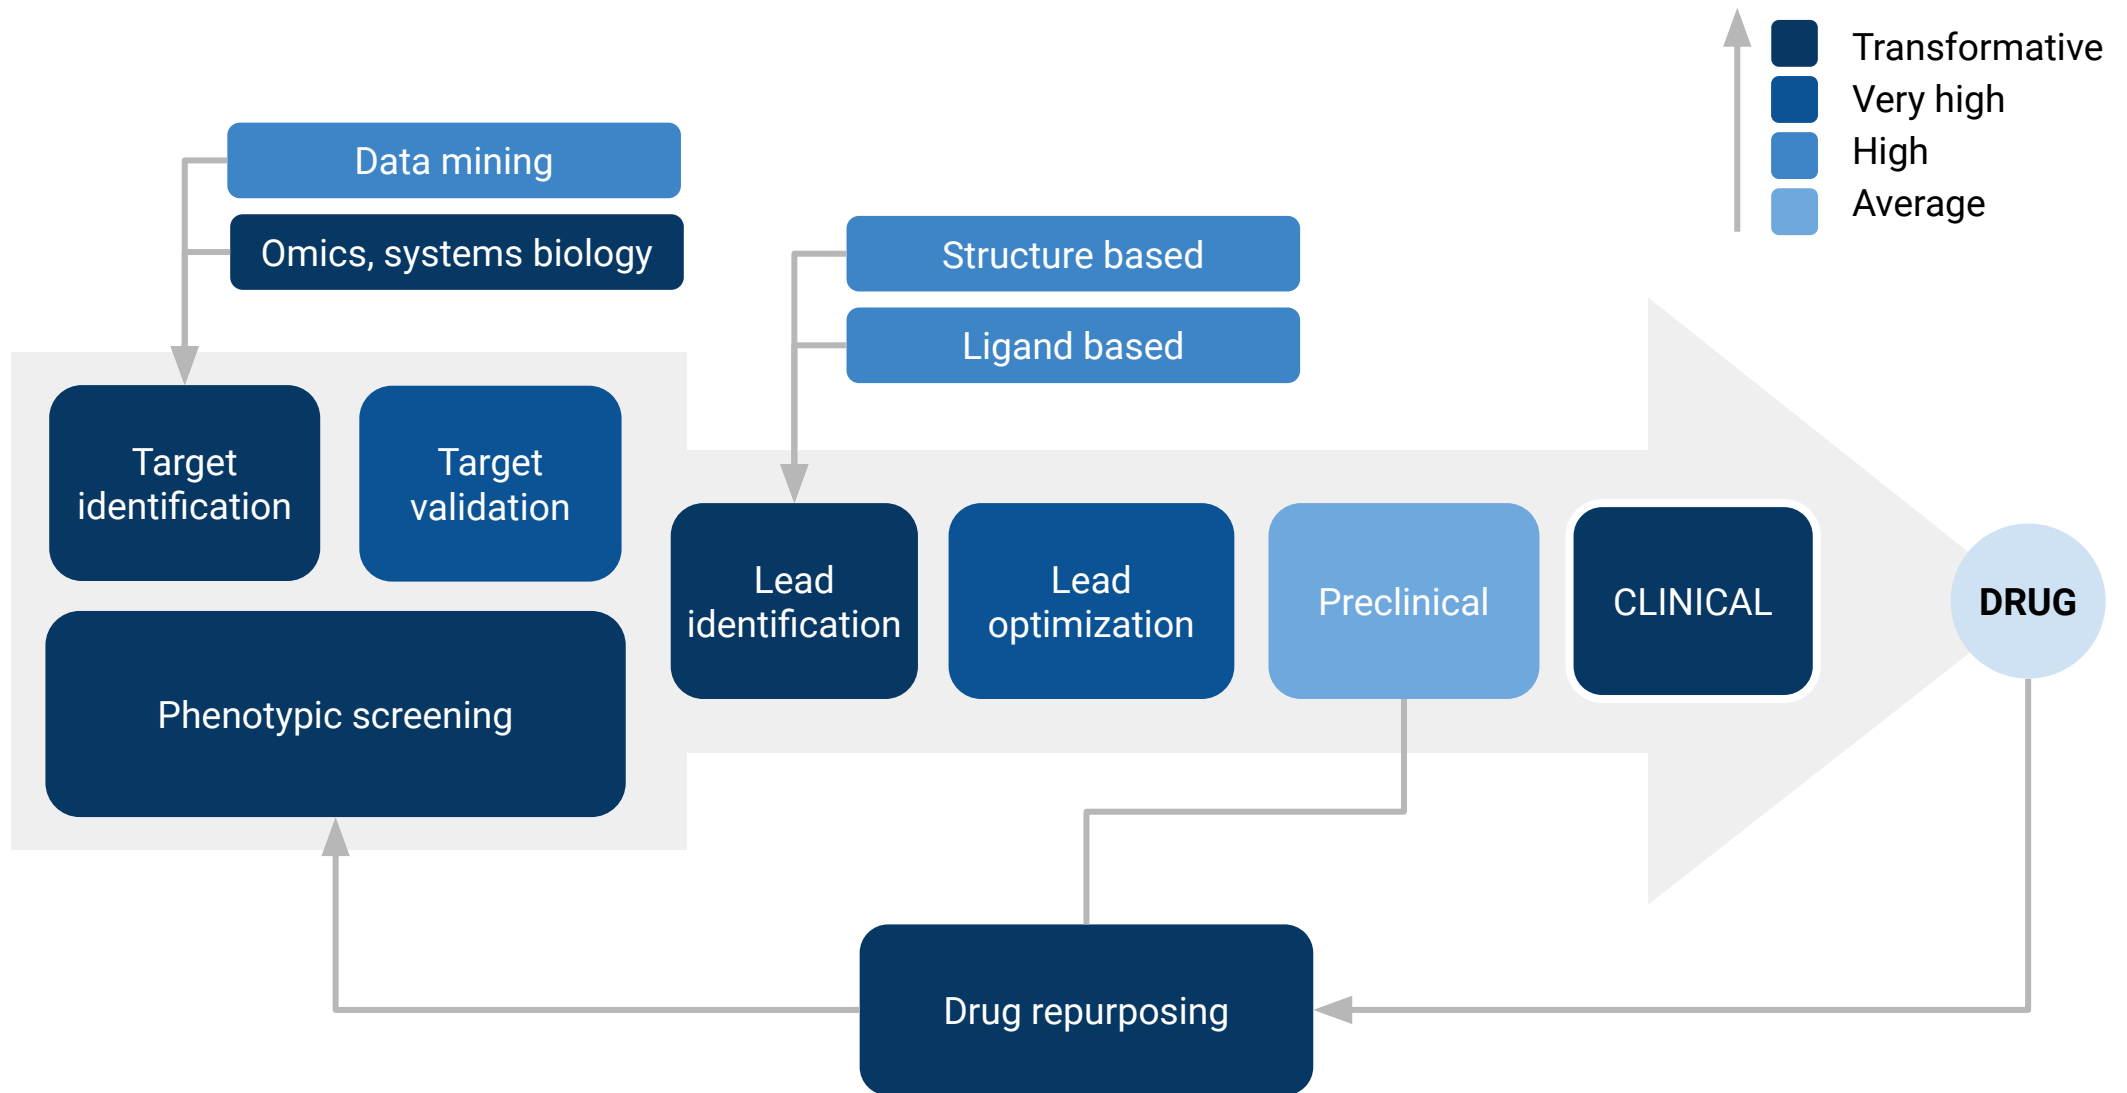 Transformative
Very high
High
Average
Data mining
Omics, systems biology
Structure based
Ligand based
Target
identification
Target
validation
Phenotypic screening
Lead
identification
Lead
optimization
Preclinical
CLINICAL
DRUG
Drug repurposing